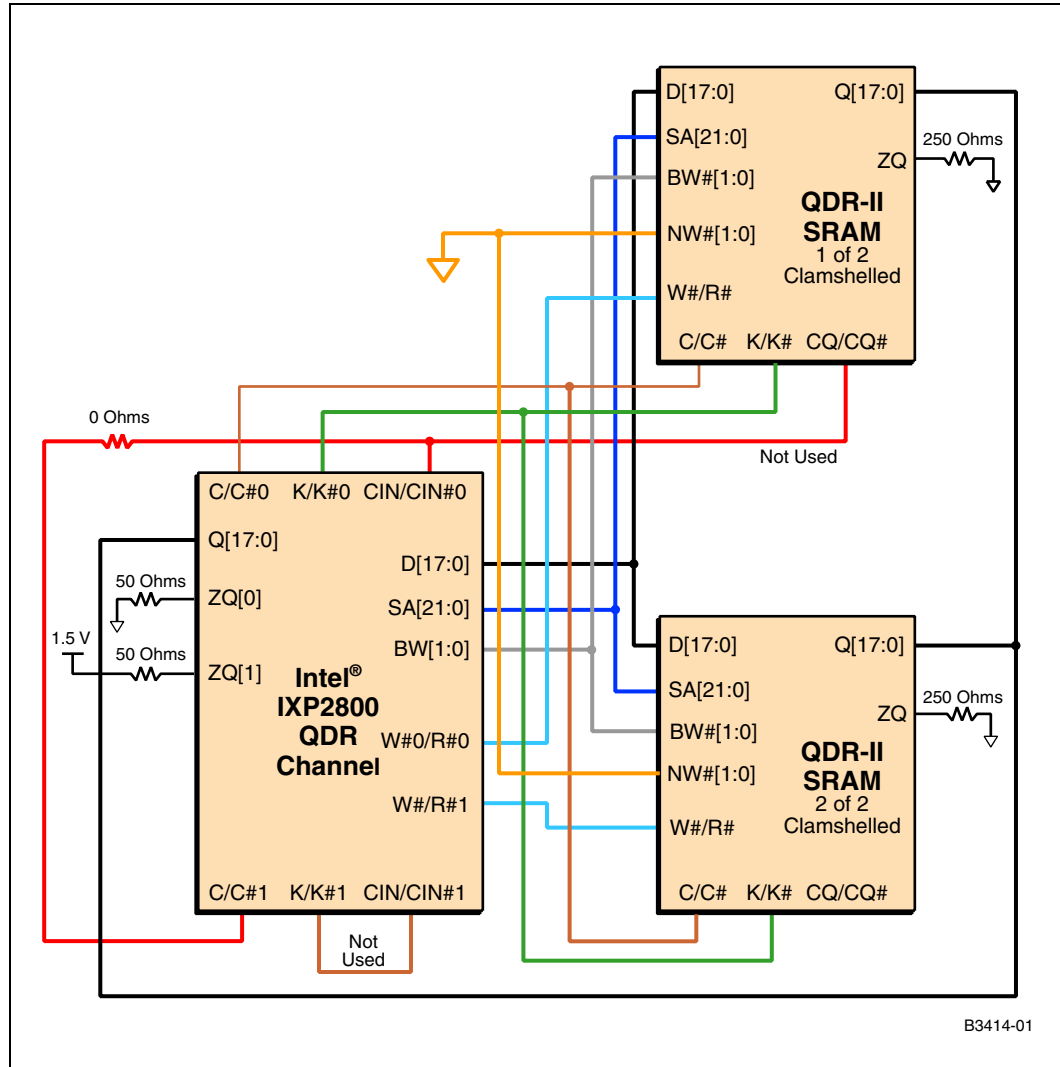 D[17:0]
Q[17:0]
SA[21:0]
250 Ohms
ZQ
BW#[1:0]
QDR-II
SRAM
1 of 2
Clamshelled
NW#[1:0]
W#/R#
C/C#
K/K#
CQ/CQ#
0 Ohms
Not Used
C/C#0
K/K#0
CIN/CIN#0
Q[17:0]
D[17:0]
50 Ohms
ZQ[0]
SA[21:0]
1.5 V
50 Ohms
ZQ[1]
BW[1:0]
Intel®
IXP2800
QDR
Channel
W#0/R#0
W#/R#1
C/C#1
K/K#1
CIN/CIN#1
Not
Used
D[17:0]
Q[17:0]
SA[21:0]
250 Ohms
ZQ
BW#[1:0]
QDR-II
SRAM
2 of 2
Clamshelled
NW#[1:0]
W#/R#
C/C#
K/K#
CQ/CQ#
B3414-01